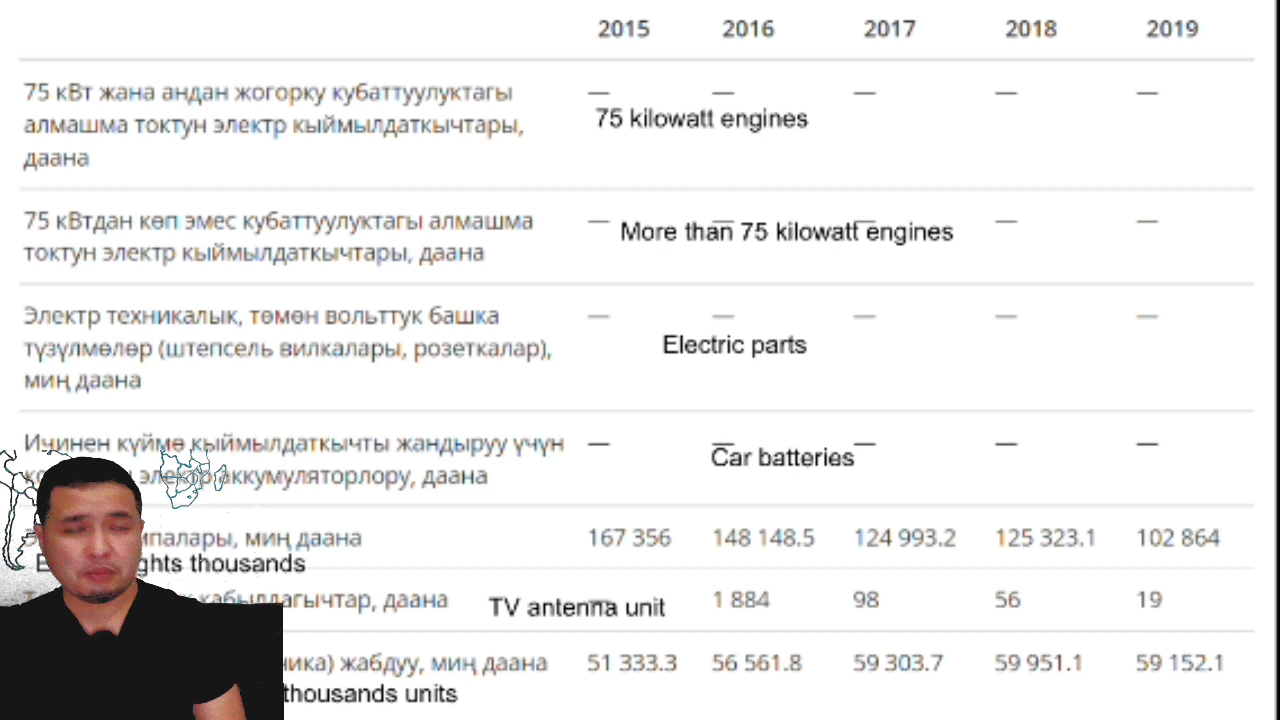 2015 2016 2017 2018 2019
75 кВт жана андан жогорку кубаттуулуктагы — — — — —
алмашма токтун электр кыймылдаткычтары,
75 kilowatt engines
даана
75 кВтдан көп эмес кубаттуулуктагы алмашма — — — — —
More than 75 kilowatt engines
токтун электр кыймылдаткычтары, даана
Электр техникалык, төмөн вольттук башка — — — — —
түзүлмөлөр (штепсель вилкалары, розеткалар),
Electric parts
миң даана
Ичинен күймө кыймылдаткычты жандыруу үчүн — — — — —
Car batteries
электр аккумуляторлору, даана
миң даана 167 356 148 148.5 124 993.2 125 323.1 102 864
thousands
кабылдагычтар, даана — 1 884 98 56 19
TV antenna unit
жабдуу, миң даана 51 333.3 56 561.8 59 303.7 59 951.1 59 152.1
thousands units